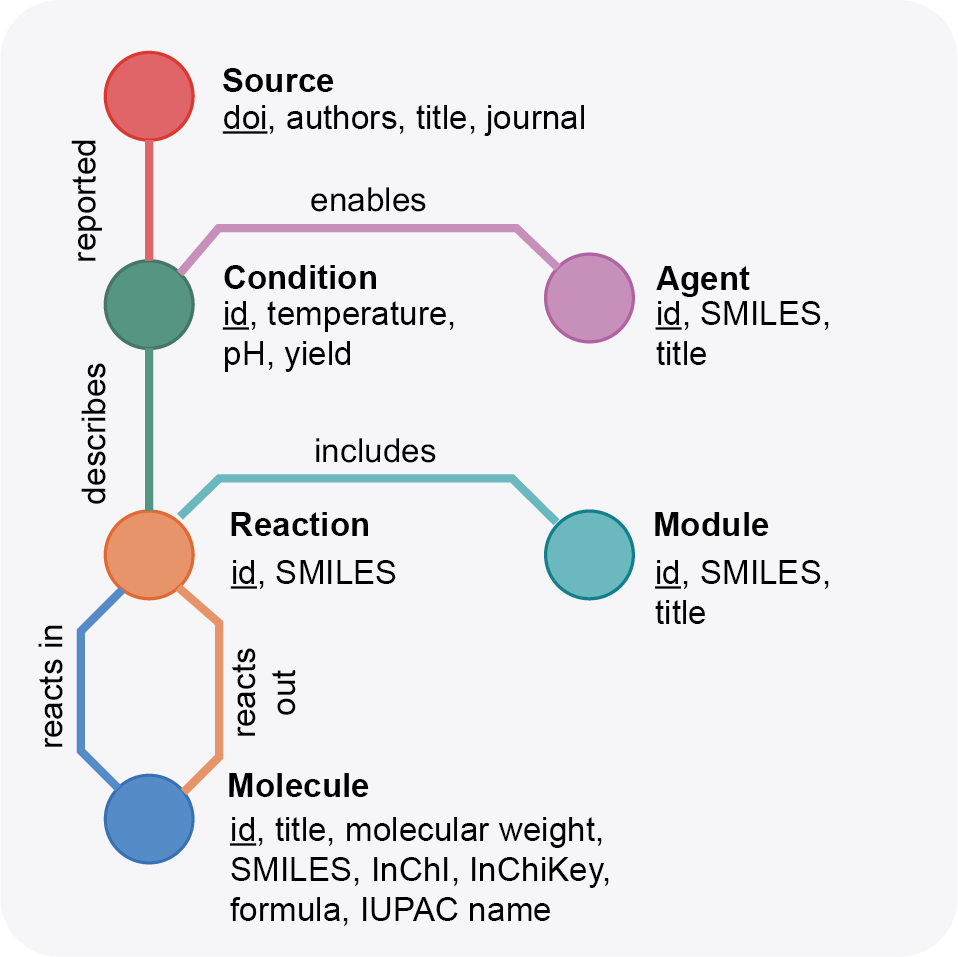 Source
doi, authors, title, journal
reported
enables
Condition
id, temperature,
pH, yield
Agent
id, SMILES,
title
describes
includes
Reaction
id, SMILES
Module
id, SMILES,
title
reacts in
reacts
out
Molecule
id, title, molecular weight,
SMILES, InChI, InChiKey,
formula, IUPAC name